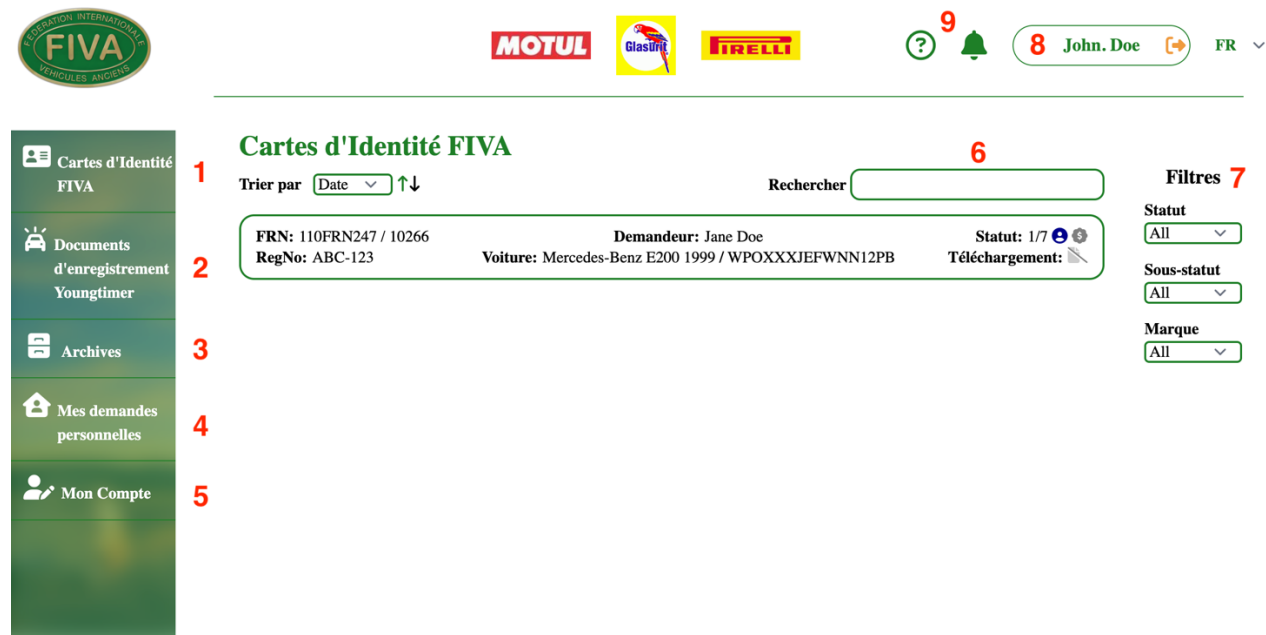 FEDERATION INTERNATIONALE
FIVA
VEHICULES ANCIENS
MOTUL
Glasurit
PIRELLI
?
9
8 John. Doe
FR
Cartes d'Identité
FIVA
1
Documents
d'enregistrement
Youngtimer
2
Archives
3
Mes demandes
personnelles
4
Mon Compte
5
Cartes d'Identité FIVA
6
Trier par Date ↑↓
Rechercher
FRN: 110FRN247 / 10266 Demandeur: Jane Doe Statut: 1/7 $
RegNo: ABC-123 Voiture: Mercedes-Benz E200 1999 / WPOXXXJEFWNN12PB Téléchargement:
Filtres 7
Statut
All
Sous-statut
All
Marque
All